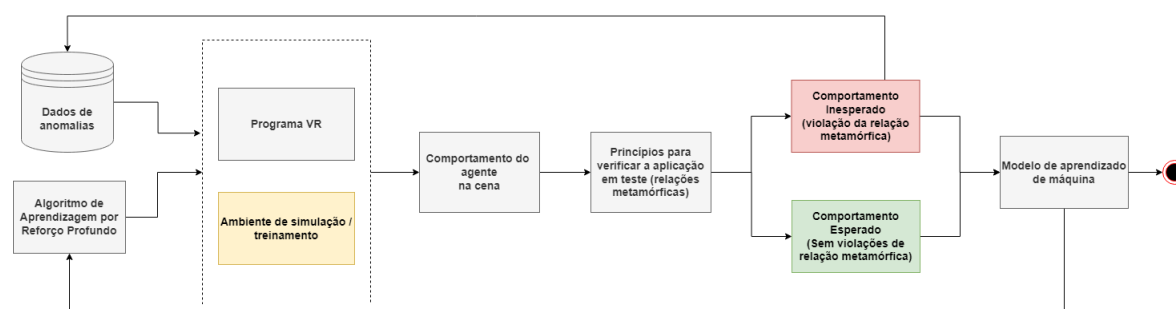 Dados de
anomalias
Algoritmo de
Aprendizagem por
Reforço Profundo
Programa VR
Ambiente de simulação /
treinamento
Comportamento do
agente
na cena
Princípios para
verificar a aplicação
em teste (relações
metamórficas)
Comportamento
Inesperado
(violação da relação
metamórfica)
Comportamento
Esperado
(Sem violações de
relação metamórfica)
Modelo de aprendizado
de máquina